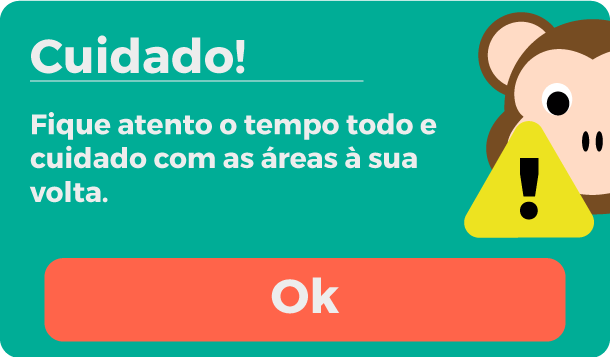 Cuidado!
Fique atento o tempo todo e
cuidado com as áreas à sua
volta.
!
Ok